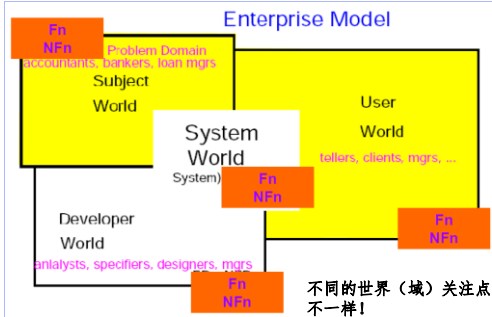 Enterprise Model
Fn
NFn
Problem Domain
accountants, bankers, loan mgrs
Subject
World
User
World
tellers, clients, mgrs, ...
System
World
System)
Fn
NFn
Fn
NFn
Developer
World
anlalysts, specifiers, designers, mgrs
Fn
NFn
不同的世界（域）关注点
不一样！